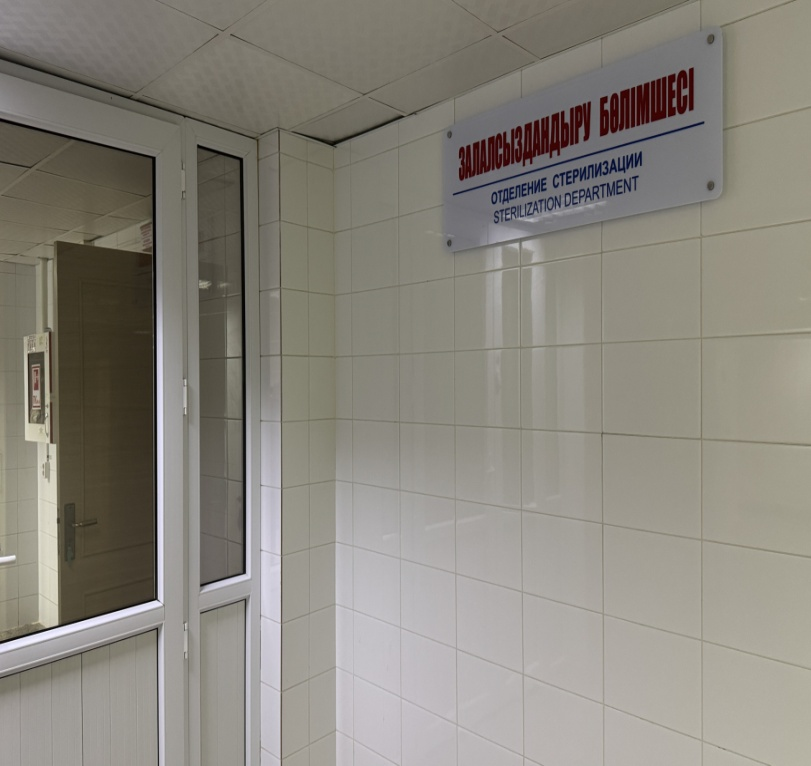 ЗАЛАЛСЫЗДАНДЫРУ БӨЛІМШЕСІ
ОТДЕЛЕНИЕ СТЕРИЛИЗАЦИИ
STERILIZATION DEPARTMENT